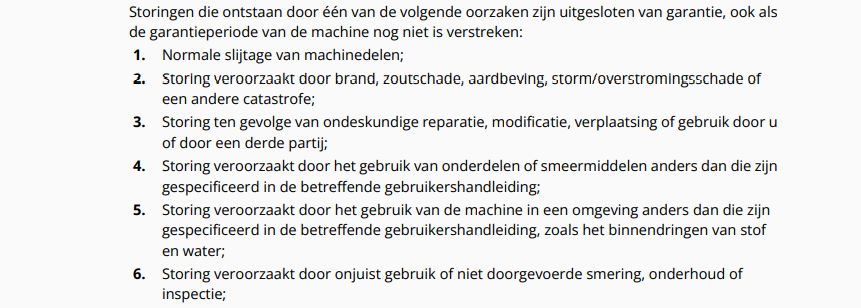 Storingen die ontstaan door één van de volgende oorzaken zijn uitgesloten van garantie, ook als
de garantieperiode van de machine nog niet is verstreken:
1. Normale slijtage van machinedelen;
2. Storing veroorzaakt door brand, zoutschade, aardbeving, storm/overstromingsschade of
een andere catastrofe;
3. Storing ten gevolge van ondeskundige reparatie, modificatie, verplaatsing of gebruik door u
of door een derde partij;
4. Storing veroorzaakt door het gebruik van onderdelen of smeermiddelen anders dan die zijn
gespecificeerd in de betreffende gebruikershandleiding;
5. Storing veroorzaakt door het gebruik van de machine in een omgeving anders dan die zijn
gespecificeerd in de betreffende gebruikershandleiding, zoals het binnendringen van stof
en water;
6. Storing veroorzaakt door onjuist gebruik of niet doorgevoerde smering, onderhoud of
inspectie;